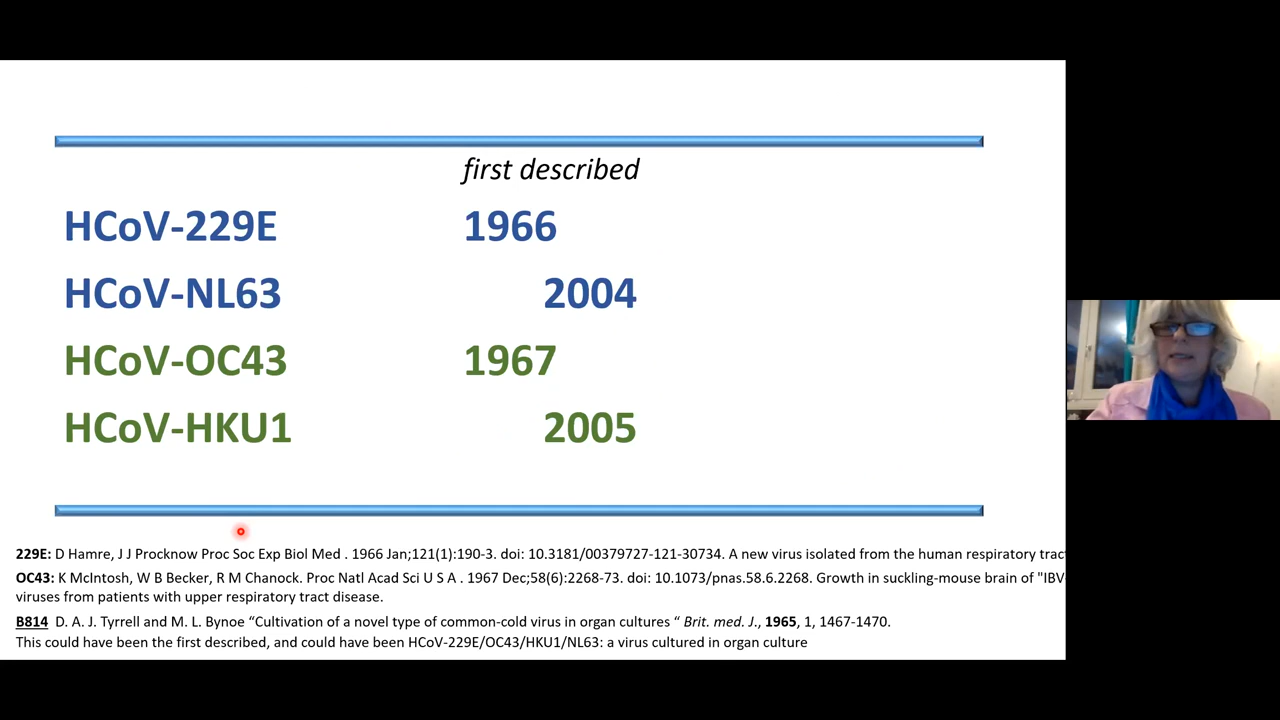 first described
HCoV-229E 1966
HCoV-NL63 2004
HCoV-OC43 1967
HCoV-HKU1 2005
229E: D Hamre, J J Procknow Proc Soc Exp Biol Med . 1966 Jan;121(1):190-3. doi: 10.3181/00379727-121-30734. A new virus isolated from the human respiratory tract
OC43: K McIntosh, W B Becker, R M Chanock. Proc Natl Acad Sci U S A . 1967 Dec;58(6):2268-73. doi: 10.1073/pnas.58.6.2268. Growth in suckling-mouse brain of "IBV-
viruses from patients with upper respiratory tract disease.
B814 D. A. J. Tyrrell and M. L. Bynoe “Cultivation of a novel type of common-cold virus in organ cultures “ Brit. med. J., 1965, 1, 1467-1470.
This could have been the first described, and could have been HCoV-229E/OC43/HKU1/NL63: a virus cultured in organ culture